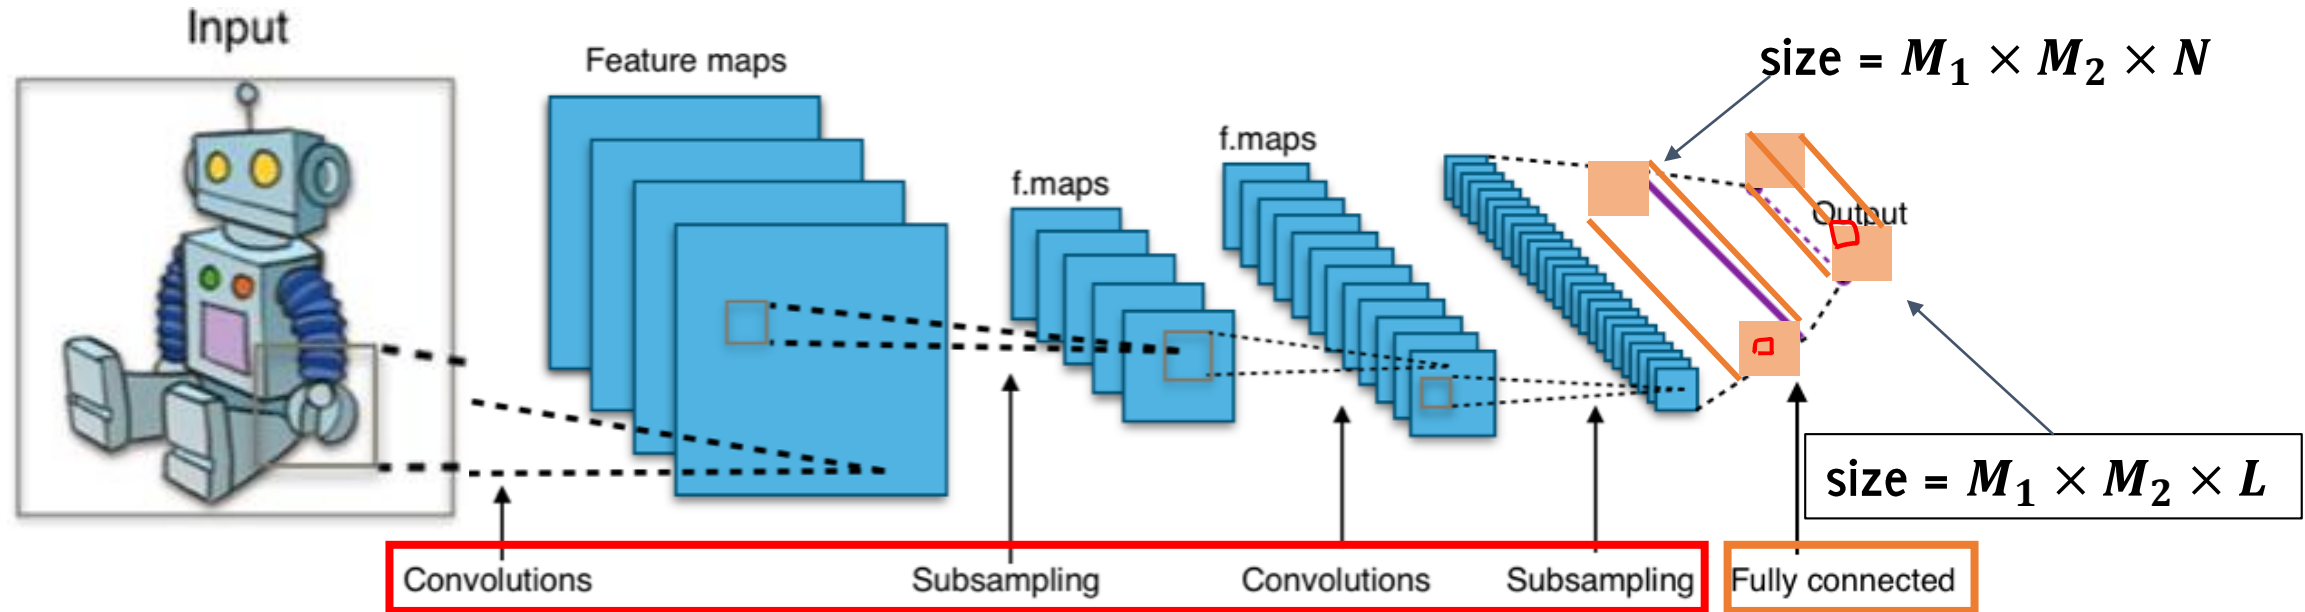 Input
Feature maps
f.maps
f.maps
size = M₁ × M₂ × N
Output
size = M₁ × M₂ × L
Convolutions
Subsampling
Convolutions
Subsampling
Fully connected